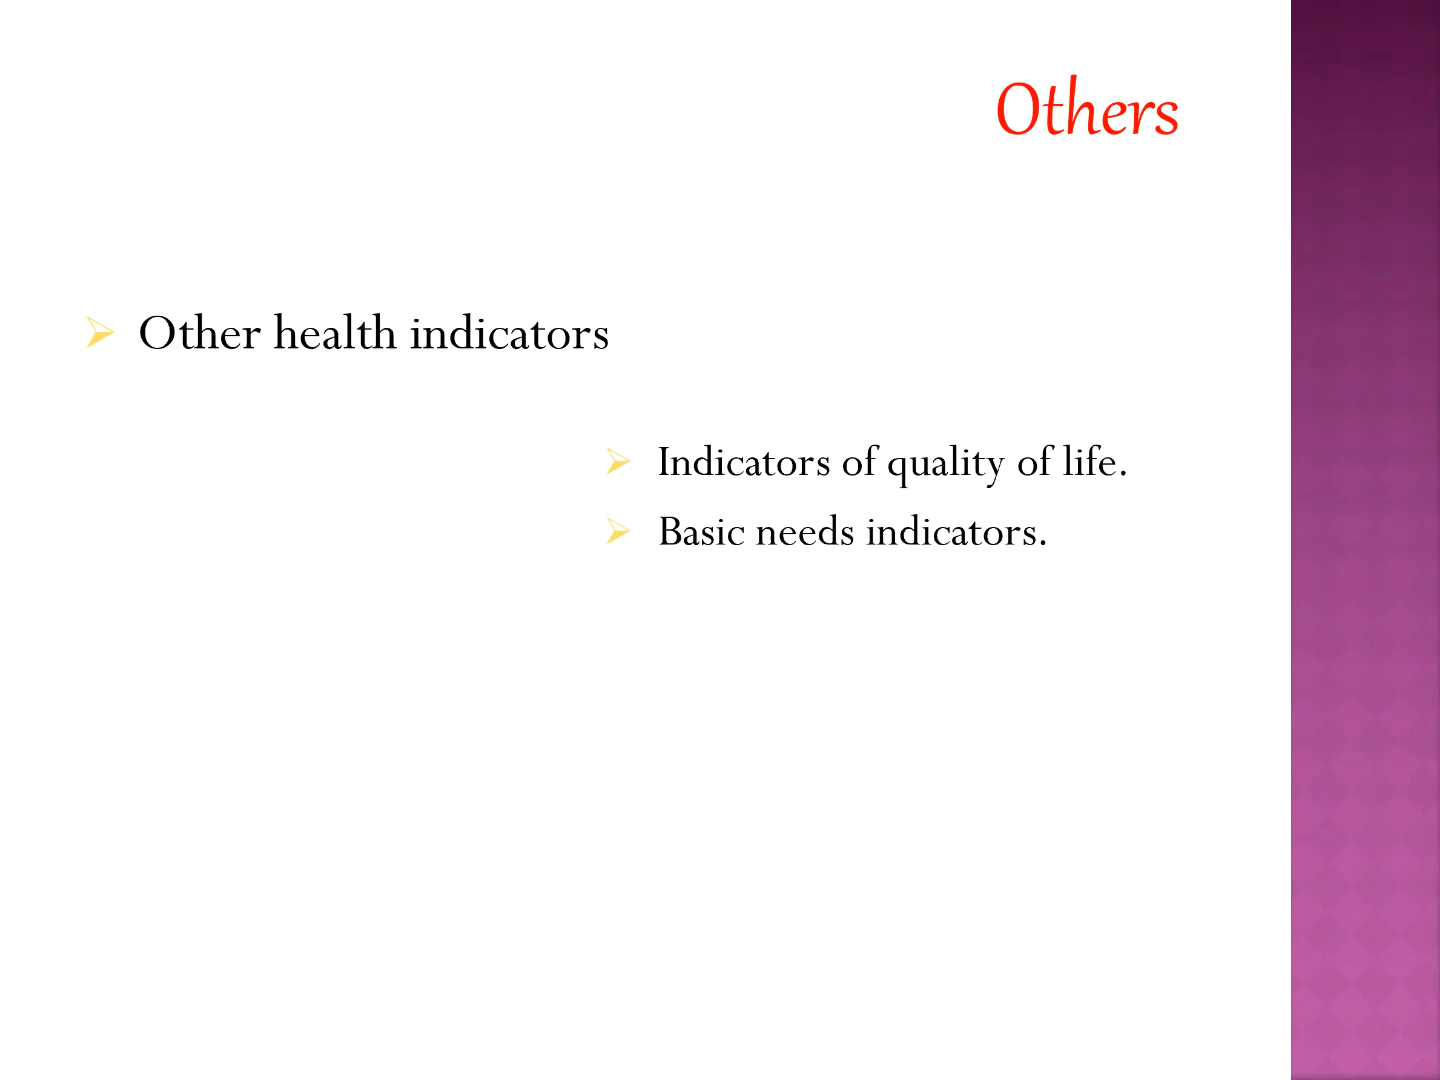 Others
Other health indicators
Indicators of quality of life.
Basic needs indicators.